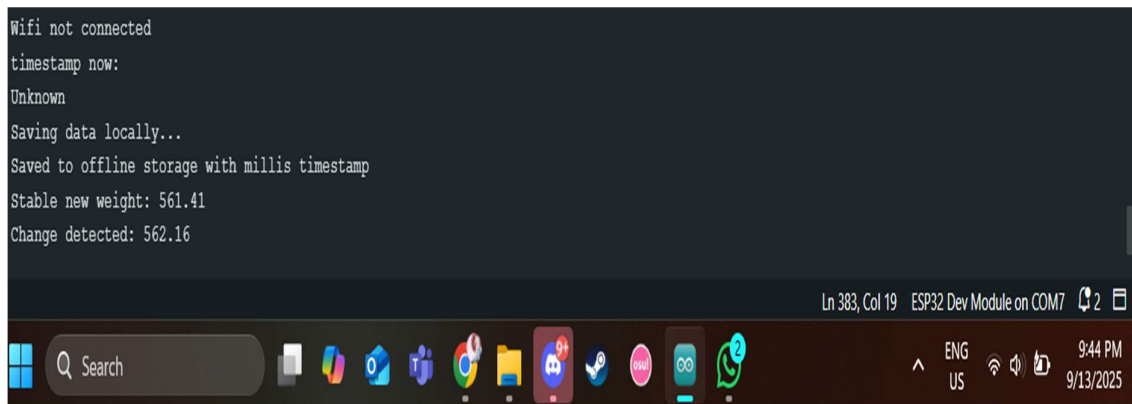 Wifi not connected
timestamp now:
Unknown
Saving data locally...
Saved to offline storage with millis timestamp
Stable new weight: 561.41
Change detected: 562.16
Ln 383, Col 19 ESP32 Dev Module on COM7 2
Search
9+
osu!
2
ENG
US
9:44 PM
9/13/2025